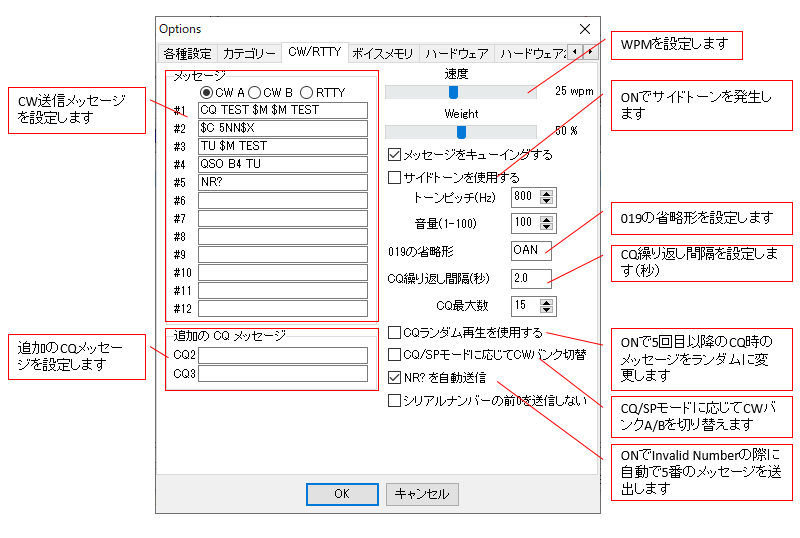 Options
各種設定 カテゴリー CW/RTTY ボイスメモリ ハードウェア ハードウェア2
メッセージ
CW A CW B RTTY
#1 CQ TEST $M $M TEST
#2 $C 5NN$X
#3 TU $M TEST
#4 QSO B4 TU
#5 NR?
#6
#7
#8
#9
#10
#11
#12
追加の CQ メッセージ
CQ2
CQ3
速度
25 wpm
Weight
50 %
メッセージをキューイングする
サイドトーンを使用する
トーンピッチ(Hz) 800
音量(1-100) 100
019の省略形 OAN
CQ繰り返し間隔(秒) 2.0
CQ最大数 15
CQランダム再生を使用する
CQ/SPモードに応じてCWバンク切替
NR? を自動送信
シリアルナンバーの前0を送信しない
OK キャンセル
CW送信メッセージ
を設定します
追加のCQメッセー
ジを設定します
WPMを設定します
ONでサイドトーンを発生し
ます
019の省略形を設定します
CQ繰り返し間隔を設定しま
す(秒)
ONで5回目以降のCQ時の
メッセージをランダムに変
更します
CQ/SPモードに応じてCWバ
ンクA/Bを切り替えます
ONでInvalid Numberの際に
自動で5番のメッセージを送
出します